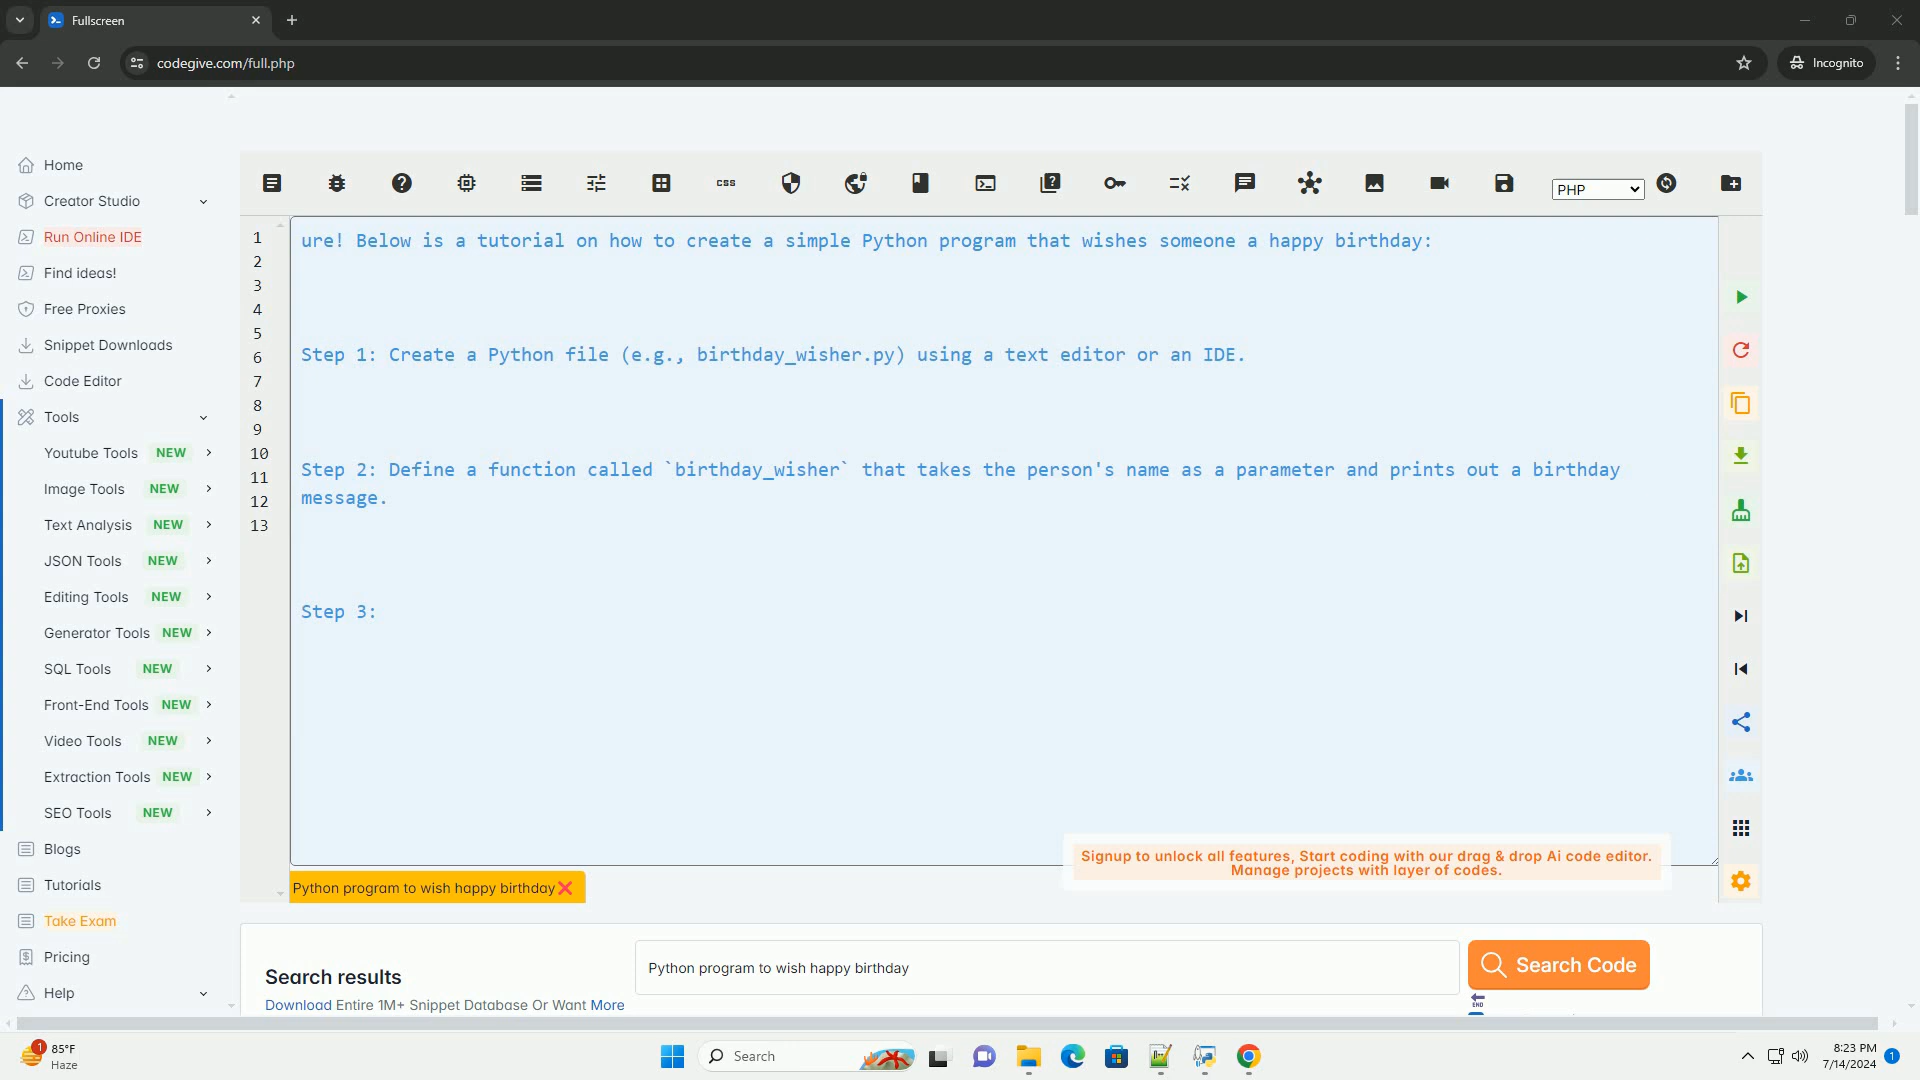 Fullscreen
codegive.com/full.php
Incognito
Home
Creator Studio
Run Online IDE
Find ideas!
Free Proxies
Snippet Downloads
Code Editor
Tools
Youtube Tools NEW
Image Tools NEW
Text Analysis NEW
JSON Tools NEW
Editing Tools NEW
Generator Tools NEW
SQL Tools NEW
Front-End Tools NEW
Video Tools NEW
Extraction Tools NEW
SEO Tools NEW
Blogs
Tutorials
Take Exam
Pricing
Help
css
PHP
1
2
3
4
5
6
7
8
9
10
11
12
13
ure! Below is a tutorial on how to create a simple Python program that wishes someone a happy birthday:
Step 1: Create a Python file (e.g., birthday_wisher.py) using a text editor or an IDE.
Step 2: Define a function called `birthday_wisher` that takes the person's name as a parameter and prints out a birthday
message.
Step 3:
Signup to unlock all features, Start coding with our drag & drop Ai code editor.
Manage projects with layer of codes.
Python program to wish happy birthday
Search results
Download Entire 1M+ Snippet Database Or Want More
Python program to wish happy birthday
Search Code
END
1
85°F
Haze
Search
8:23 PM
7/14/2024
1